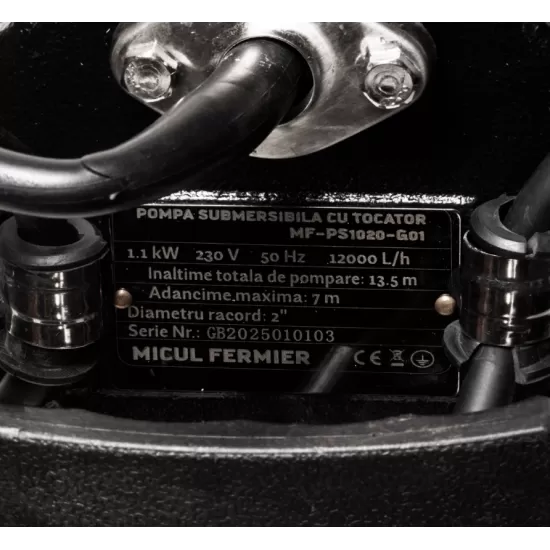 POMPA SUBMERSIBILA CU TOCATOR
MF-PS1020-G01
1.1 kW 230 V 50 Hz 12000 L/h
Inaltime totala de pompare: 13.5 m
Adancime maxima: 7 m
Diametru racord: 2"
Serie Nr.: GB2025010103
MICUL FERMIER CE